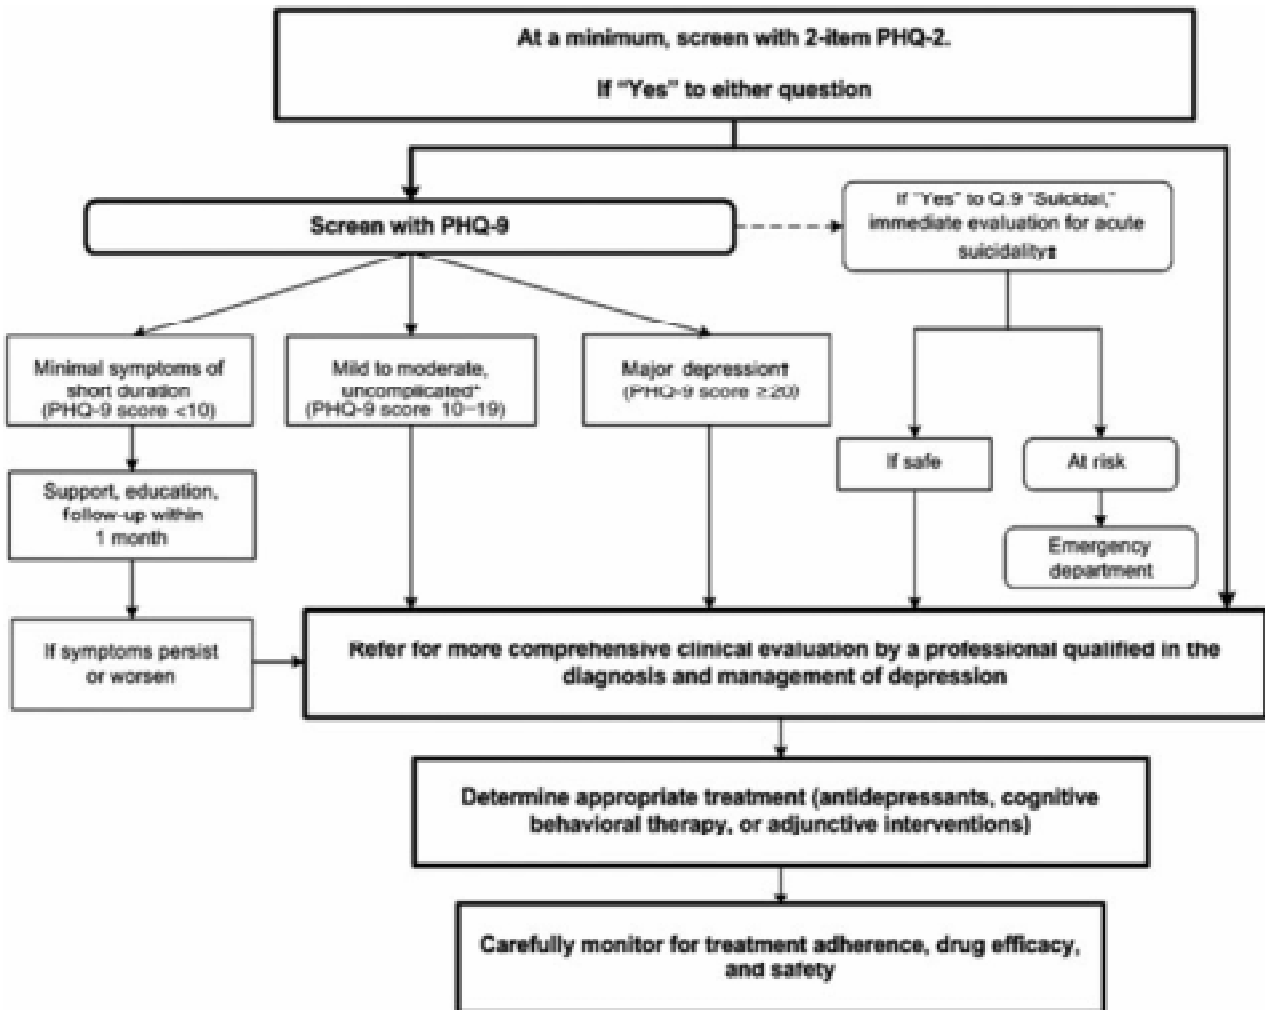 At a minimum, screen with 2-item PHQ-2.
If “Yes” to either question
Screen with PHQ-9
If “Yes” to Q.9 “Suicidal,”
immediate evaluation for acute
suicidality‡
Minimal symptoms of
short duration
(PHQ-9 score <10)
Mild to moderate,
uncomplicated*
(PHQ-9 score 10–19)
Major depression†
(PHQ-9 score ≥20)
If safe
At risk
Support, education,
follow-up within
1 month
Emergency
department
If symptoms persist
or worsen
Refer for more comprehensive clinical evaluation by a professional qualified in the
diagnosis and management of depression
Determine appropriate treatment (antidepressants, cognitive
behavioral therapy, or adjunctive interventions)
Carefully monitor for treatment adherence, drug efficacy,
and safety